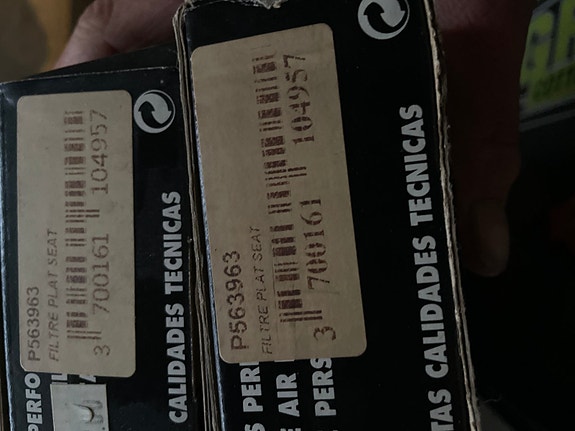 P563963
FILTRE PLAT SEAT
3 700161 104957
CALIDADES TECNICAS
PERFO
P563963
FILTRE PLAT SEAT
3 700161 104957
TAS CALIDADES TECNICAS
S PER
E AIR
PERS